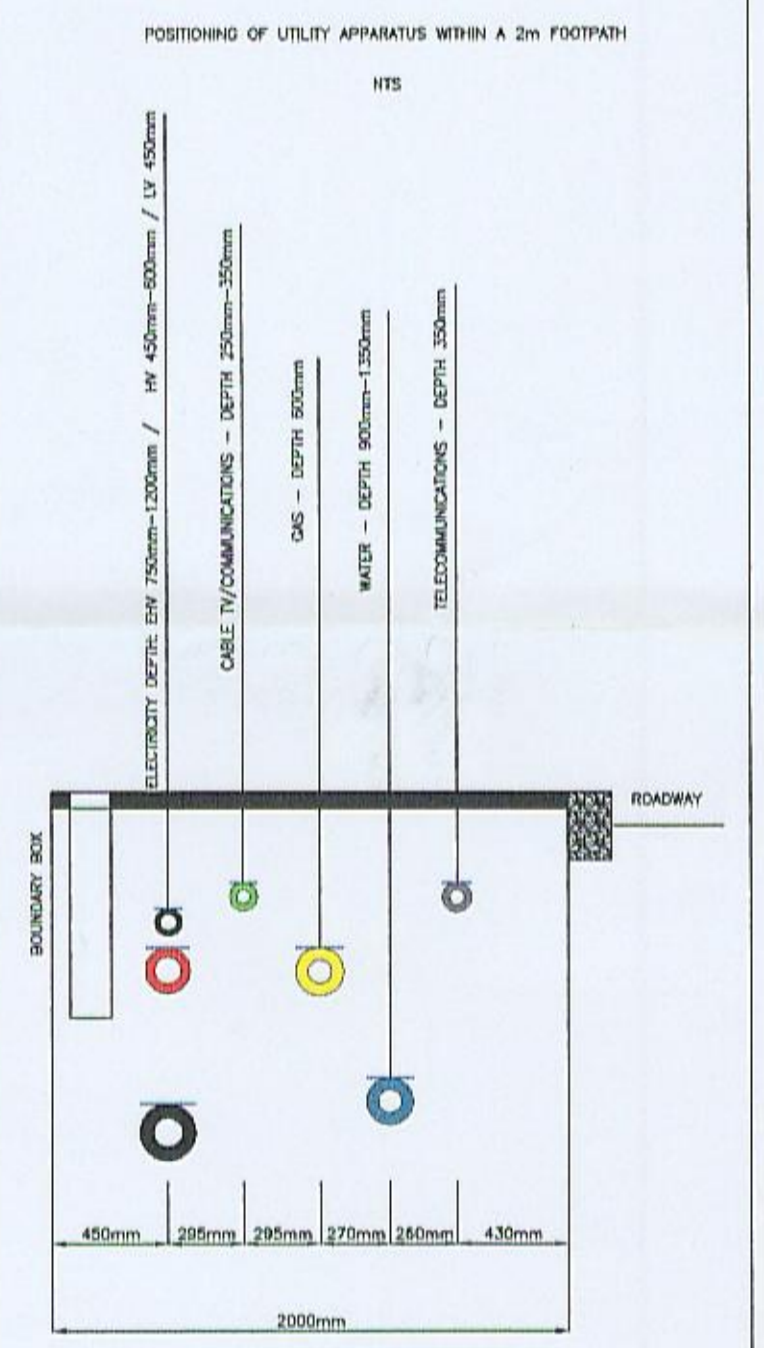 POSITIONING OF UTILITY APPARATUS WITHIN A 2m FOOTPATH
NTS
ELECTRICITY DEPTH: EHV 750mm-1200mm / HV 450mm-600mm / LV 450mm
CABLE TV/COMMUNICATIONS - DEPTH 250mm-350mm
GAS - DEPTH 600mm
WATER - DEPTH 900mm-1350mm
TELECOMMUNICATIONS - DEPTH 350mm
ROADWAY
BOUNDARY BOX
450mm 295mm 295mm 270mm 260mm 430mm
2000mm